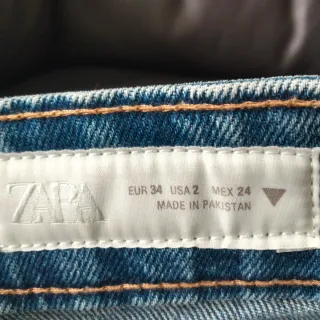 ZARA
EUR 34 USA 2 MEX 24
MADE IN PAKISTAN